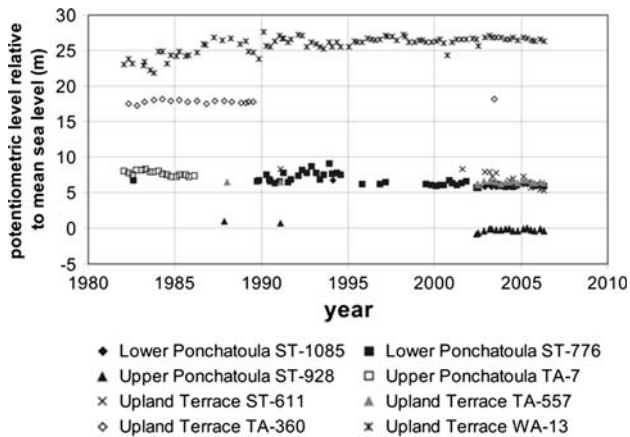 potentiometric level relative
to mean sea level (m)
30
25
20
15
10
5
0
-5
1980 1985 1990 1995 2000 2005 2010
year
Lower Ponchatoula ST-1085 Lower Ponchatoula ST-776
Upper Ponchatoula ST-928 Upper Ponchatoula TA-7
Upland Terrace ST-611 Upland Terrace TA-557
Upland Terrace TA-360 Upland Terrace WA-13